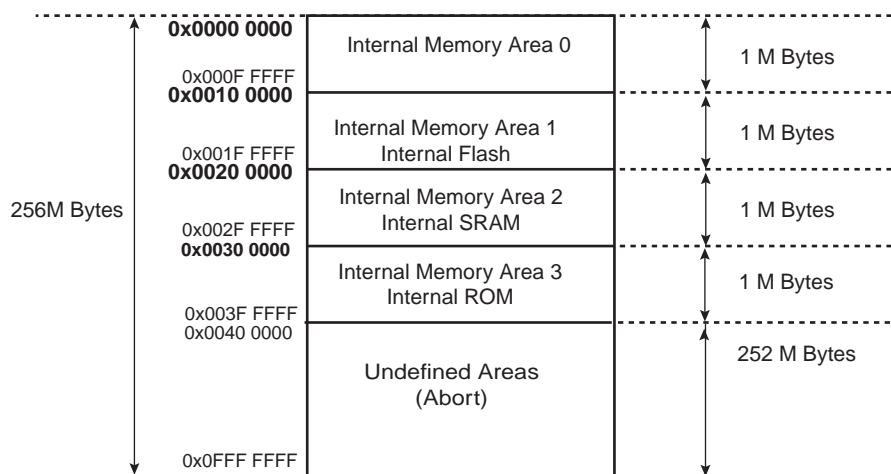 0x0000 0000
Internal Memory Area 0
1 M Bytes
0x000F FFFF
0x0010 0000
Internal Memory Area 1
Internal Flash
1 M Bytes
0x001F FFFF
0x0020 0000
256M Bytes
Internal Memory Area 2
Internal SRAM
1 M Bytes
0x002F FFFF
0x0030 0000
Internal Memory Area 3
Internal ROM
1 M Bytes
0x003F FFFF
0x0040 0000
252 M Bytes
Undefined Areas
(Abort)
0x0FFF FFFF